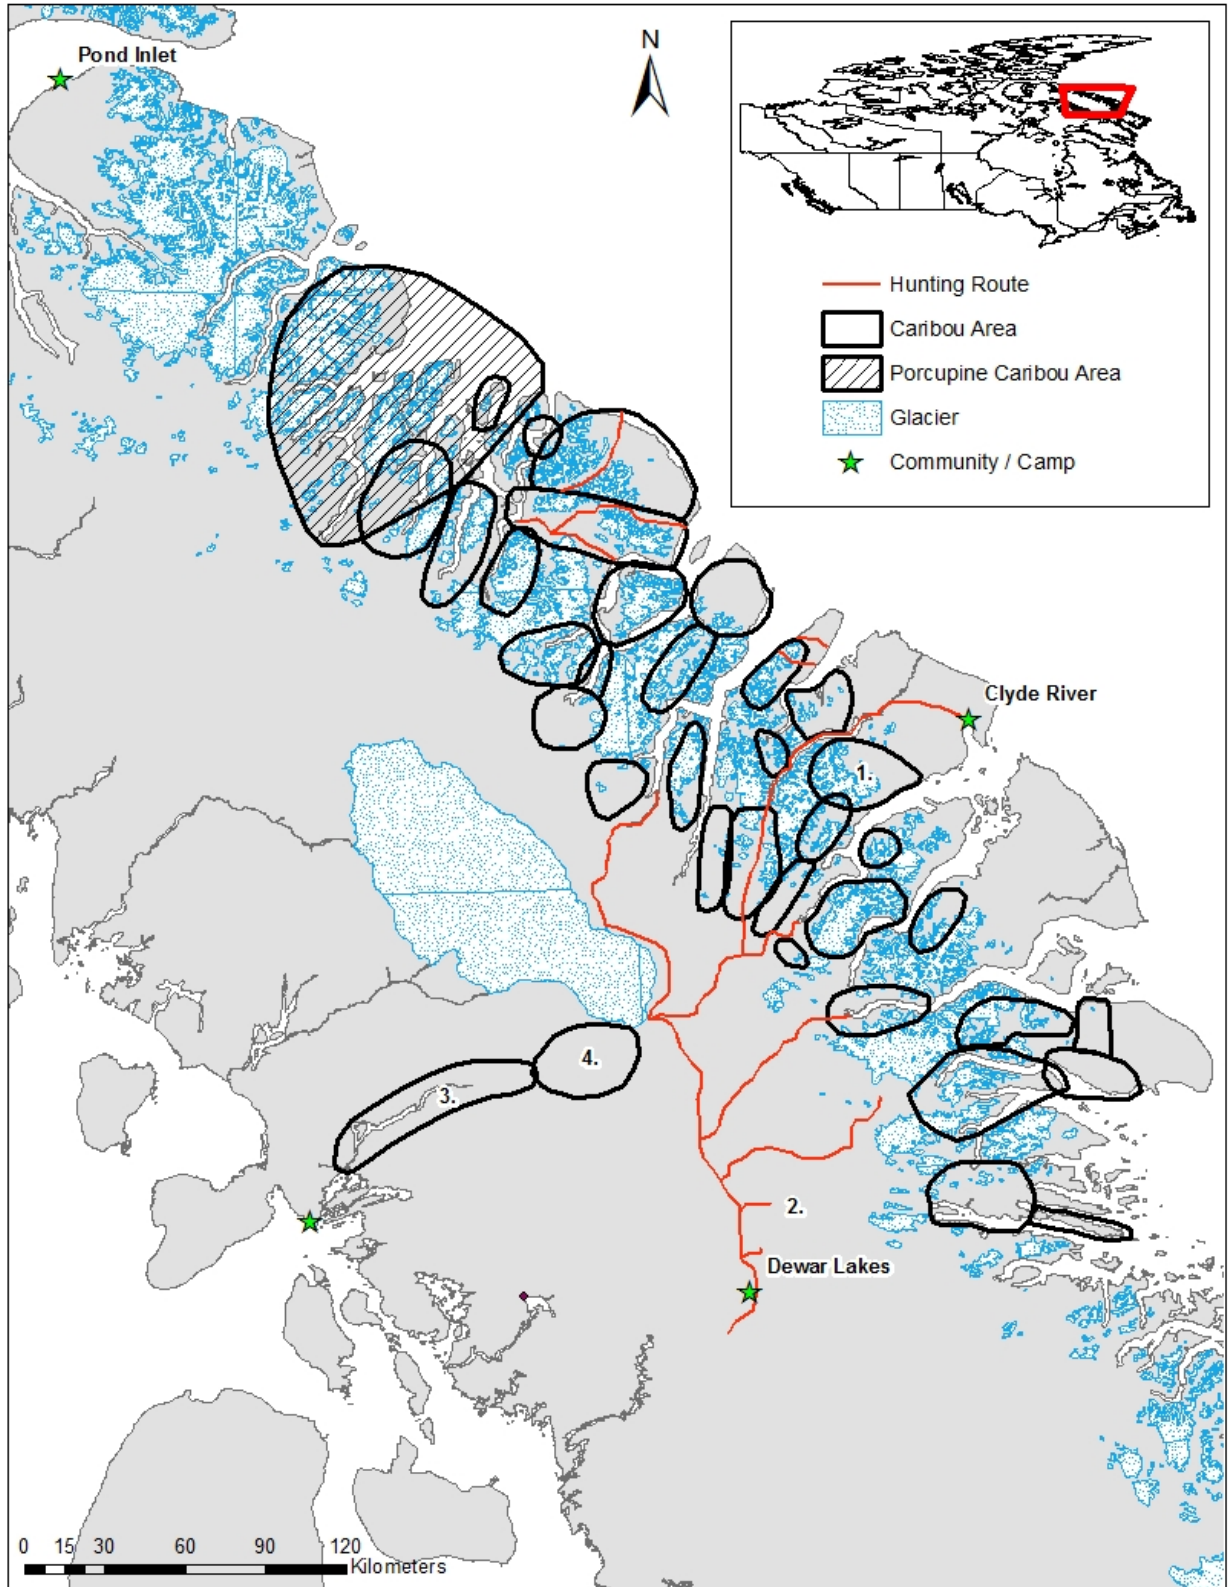 Pond Inlet
N
Hunting Route
Caribou Area
Porcupine Caribou Area
Glacier
Community / Camp
Clyde River
1.
4.
3.
2.
Dewar Lakes
0 15 30 60 90 120
Kilometers